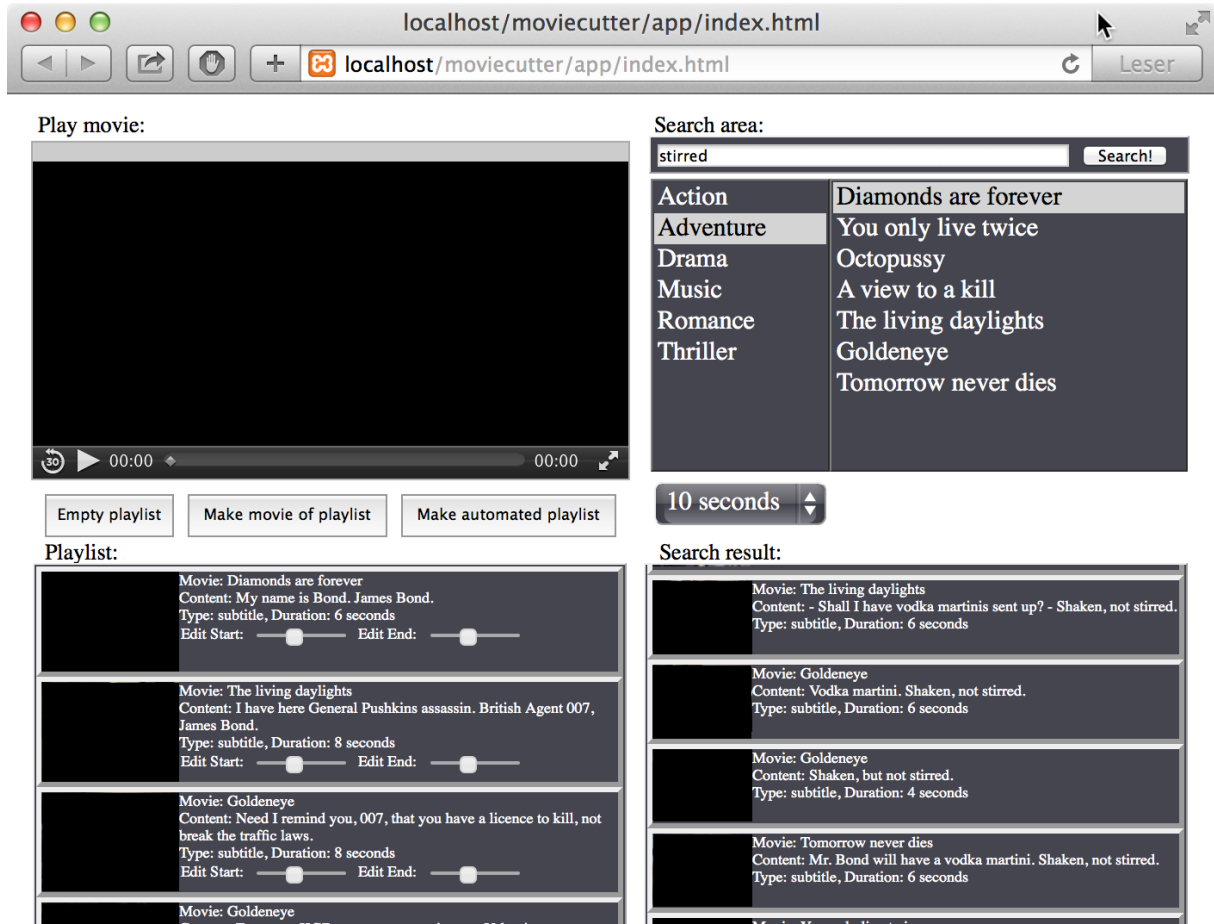 localhost/moviecutter/app/index.html
localhost/moviecutter/app/index.html
Leser
Play movie:
30
00:00
00:00
Empty playlist
Make movie of playlist
Make automated playlist
Search area:
stirred
Search!
Action
Adventure
Drama
Music
Romance
Thriller
Diamonds are forever
You only live twice
Octopussy
A view to a kill
The living daylights
Goldeneye
Tomorrow never dies
10 seconds
Playlist:
Movie: Diamonds are forever
Content: My name is Bond. James Bond.
Type: subtitle, Duration: 6 seconds
Edit Start: Edit End:
Movie: The living daylights
Content: I have here General Pushkins assassin. British Agent 007,
James Bond.
Type: subtitle, Duration: 8 seconds
Edit Start: Edit End:
Movie: Goldeneye
Content: Need I remind you, 007, that you have a licence to kill, not
break the traffic laws.
Type: subtitle, Duration: 8 seconds
Edit Start: Edit End:
Movie: Goldeneye
Search result:
Movie: The living daylights
Content: - Shall I have vodka martinis sent up? - Shaken, not stirred.
Type: subtitle, Duration: 6 seconds
Movie: Goldeneye
Content: Vodka martini. Shaken, not stirred.
Type: subtitle, Duration: 6 seconds
Movie: Goldeneye
Content: Shaken, but not stirred.
Type: subtitle, Duration: 4 seconds
Movie: Tomorrow never dies
Content: Mr. Bond will have a vodka martini. Shaken, not stirred.
Type: subtitle, Duration: 6 seconds